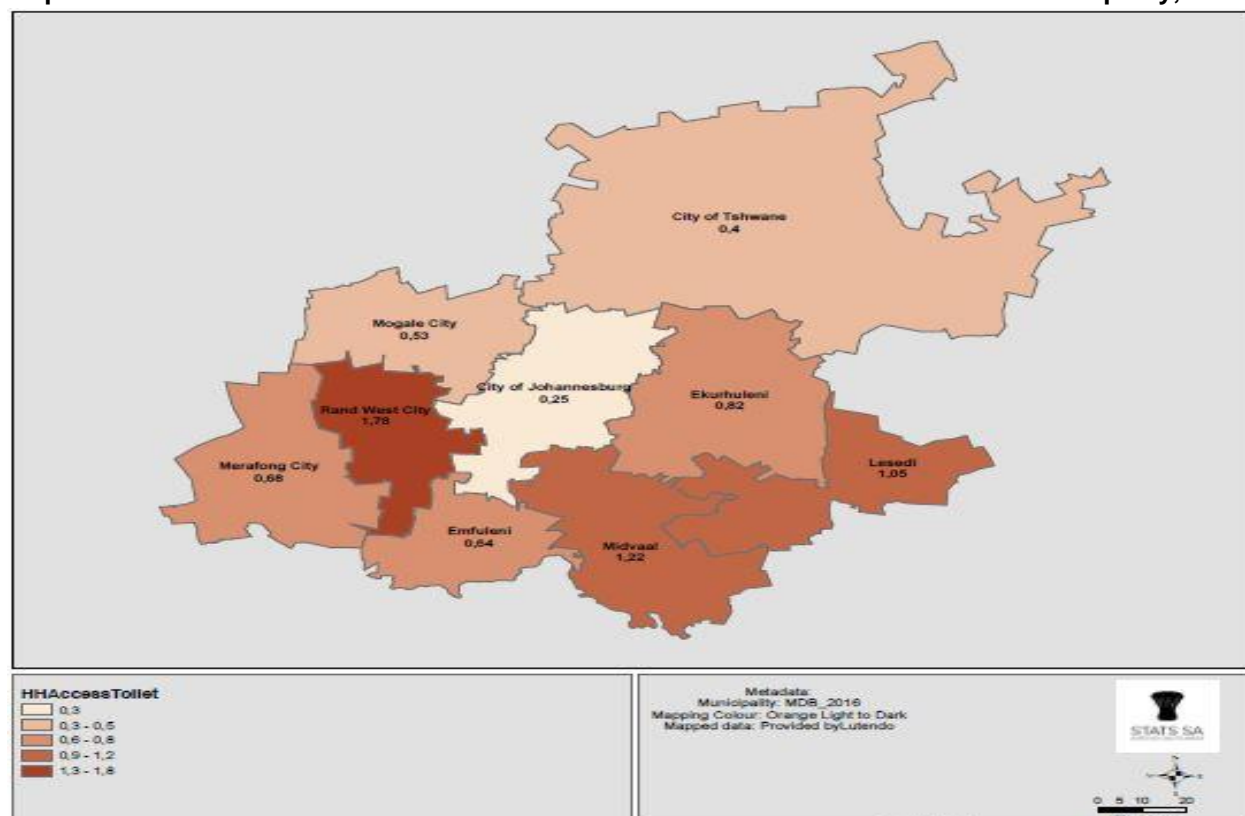 City of Tshwane
0,4
Mogale City
0,53
City of Johannesburg
0,25
Ekurhuleni
0,82
Rand West City
1,78
Merafong City
0,68
Lesedi
1,05
Emfuleni
0,64
Midvaal
1,22
HHAccessToilet
0,3
0,3 - 0,5
0,6 - 0,8
0,9 - 1,2
1,3 - 1,8
Metadata:
Municipality: MDB_2016
Mapping Colour: Orange Light to Dark
Mapped data: Provided byLutendo
STATS SA
0 5 10 20